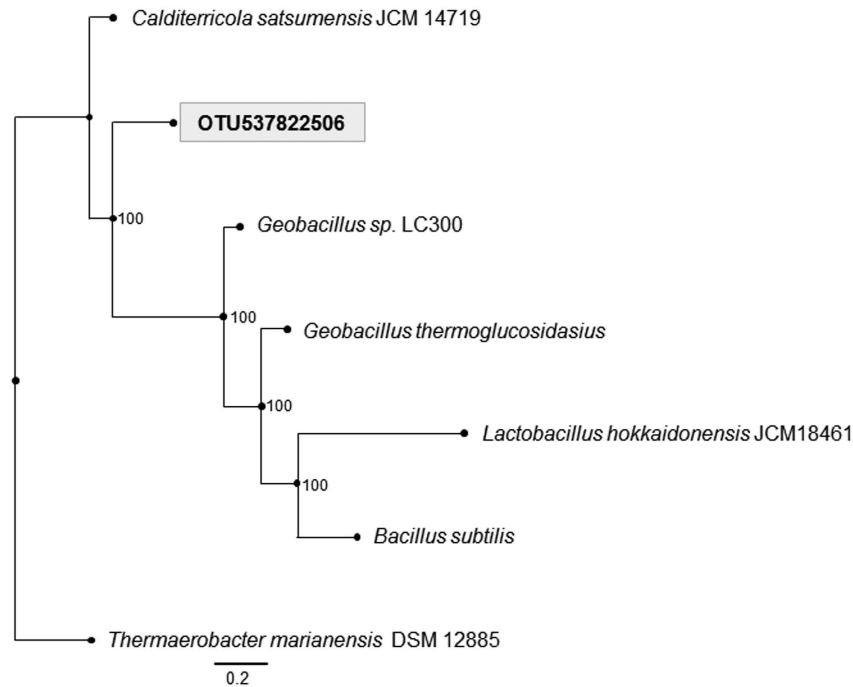 Calditerricola satsumensis JCM 14719
OTU537822506
100
Geobacillus sp. LC300
100
Geobacillus thermoglucosidasius
100
Lactobacillus hokkaidonensis JCM18461
100
Bacillus subtilis
Thermaerobacter marianensis DSM 12885
0.2